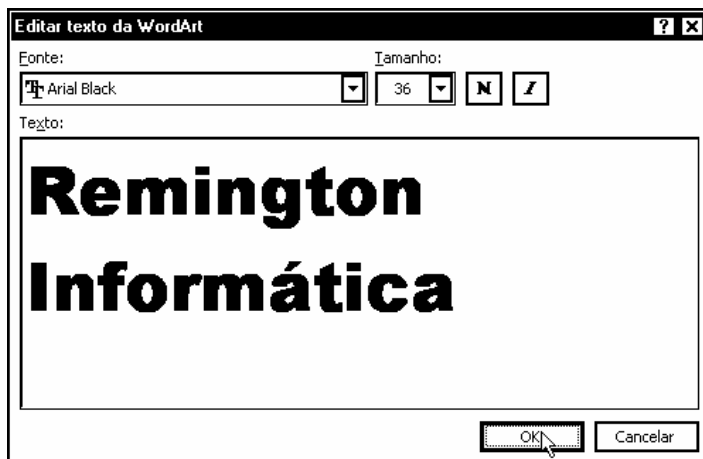 Editar texto da WordArt
Fonte: Tamanho:
Arial Black 36 N I
Texto:
Remington
Informática
OK Cancelar